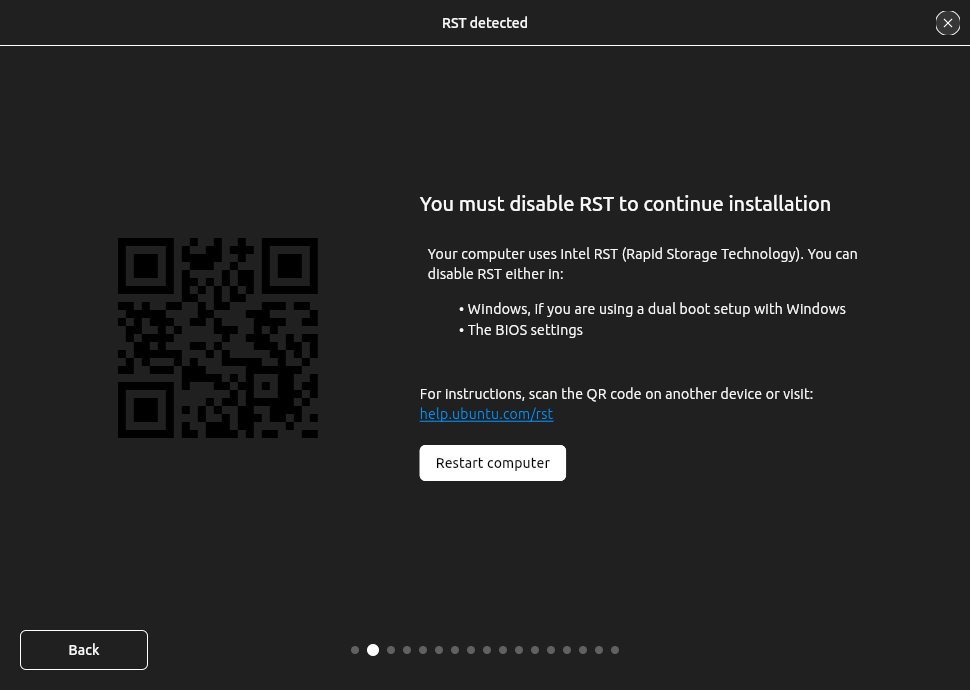 RST detected
You must disable RST to continue installation
Your computer uses Intel RST (Rapid Storage Technology). You can
disable RST either in:
• Windows, if you are using a dual boot setup with Windows
• The BIOS settings
For instructions, scan the QR code on another device or visit:
help.ubuntu.com/rst
Restart computer
Back